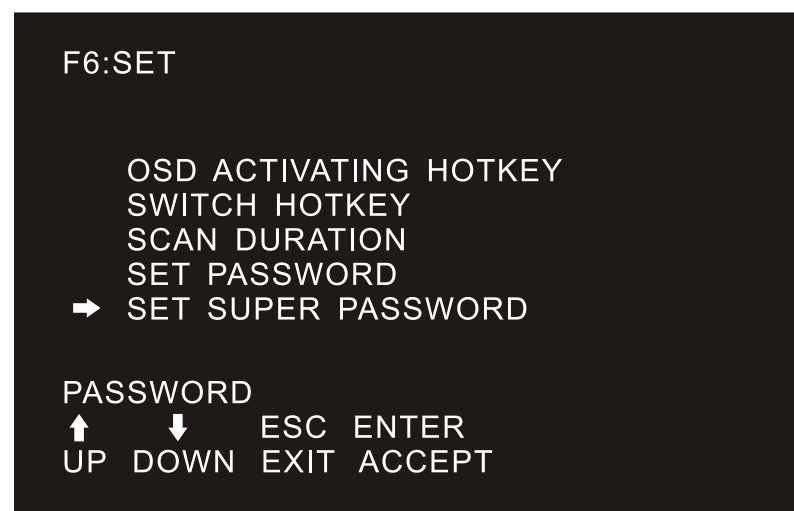 F6:SET
OSD ACTIVATING HOTKEY
SWITCH HOTKEY
SCAN DURATION
SET PASSWORD
➡ SET SUPER PASSWORD
PASSWORD
⬆ ⬇ ESC ENTER
UP DOWN EXIT ACCEPT